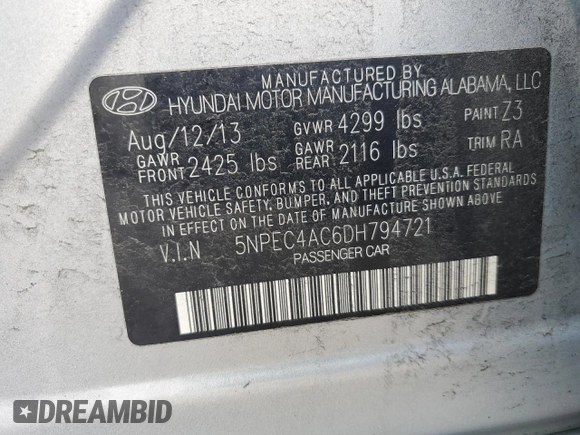 MANUFACTURED BY
HYUNDAI MOTOR MANUFACTURING ALABAMA, LLC
Aug/12/13 GVWR 4299 lbs PAINT Z3
GAWR FRONT 2425 lbs GAWR REAR 2116 lbs TRIM RA
THIS VEHICLE CONFORMS TO ALL APPLICABLE U.S.A. FEDERAL
MOTOR VEHICLE SAFETY, BUMPER, AND THEFT PREVENTION STANDARDS
IN EFFECT ON THE DATE OF MANUFACTURE SHOWN ABOVE
V.I.N 5NPEC4AC6DH794721
PASSENGER CAR
DREAMBID